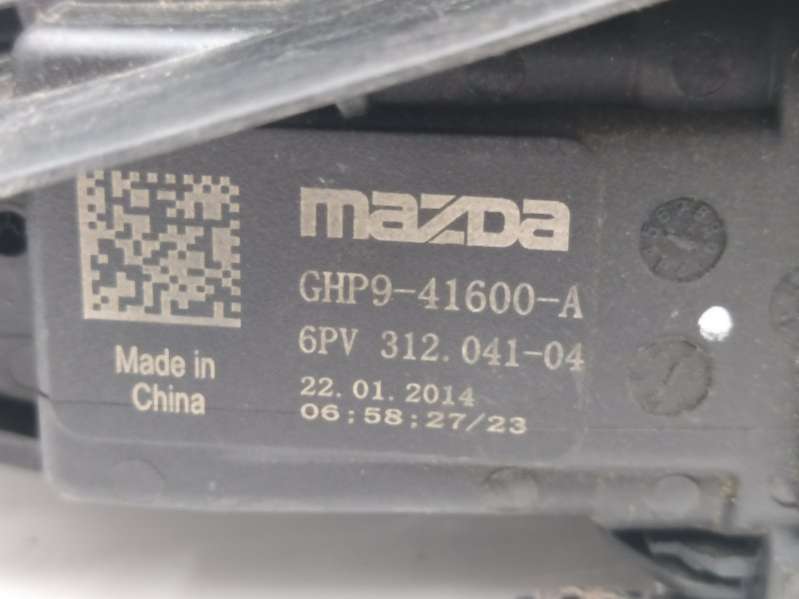 mazda
GHP9-41600-A
6PV 312.041-04
Made in
China
22.01.2014
06:58:27/23